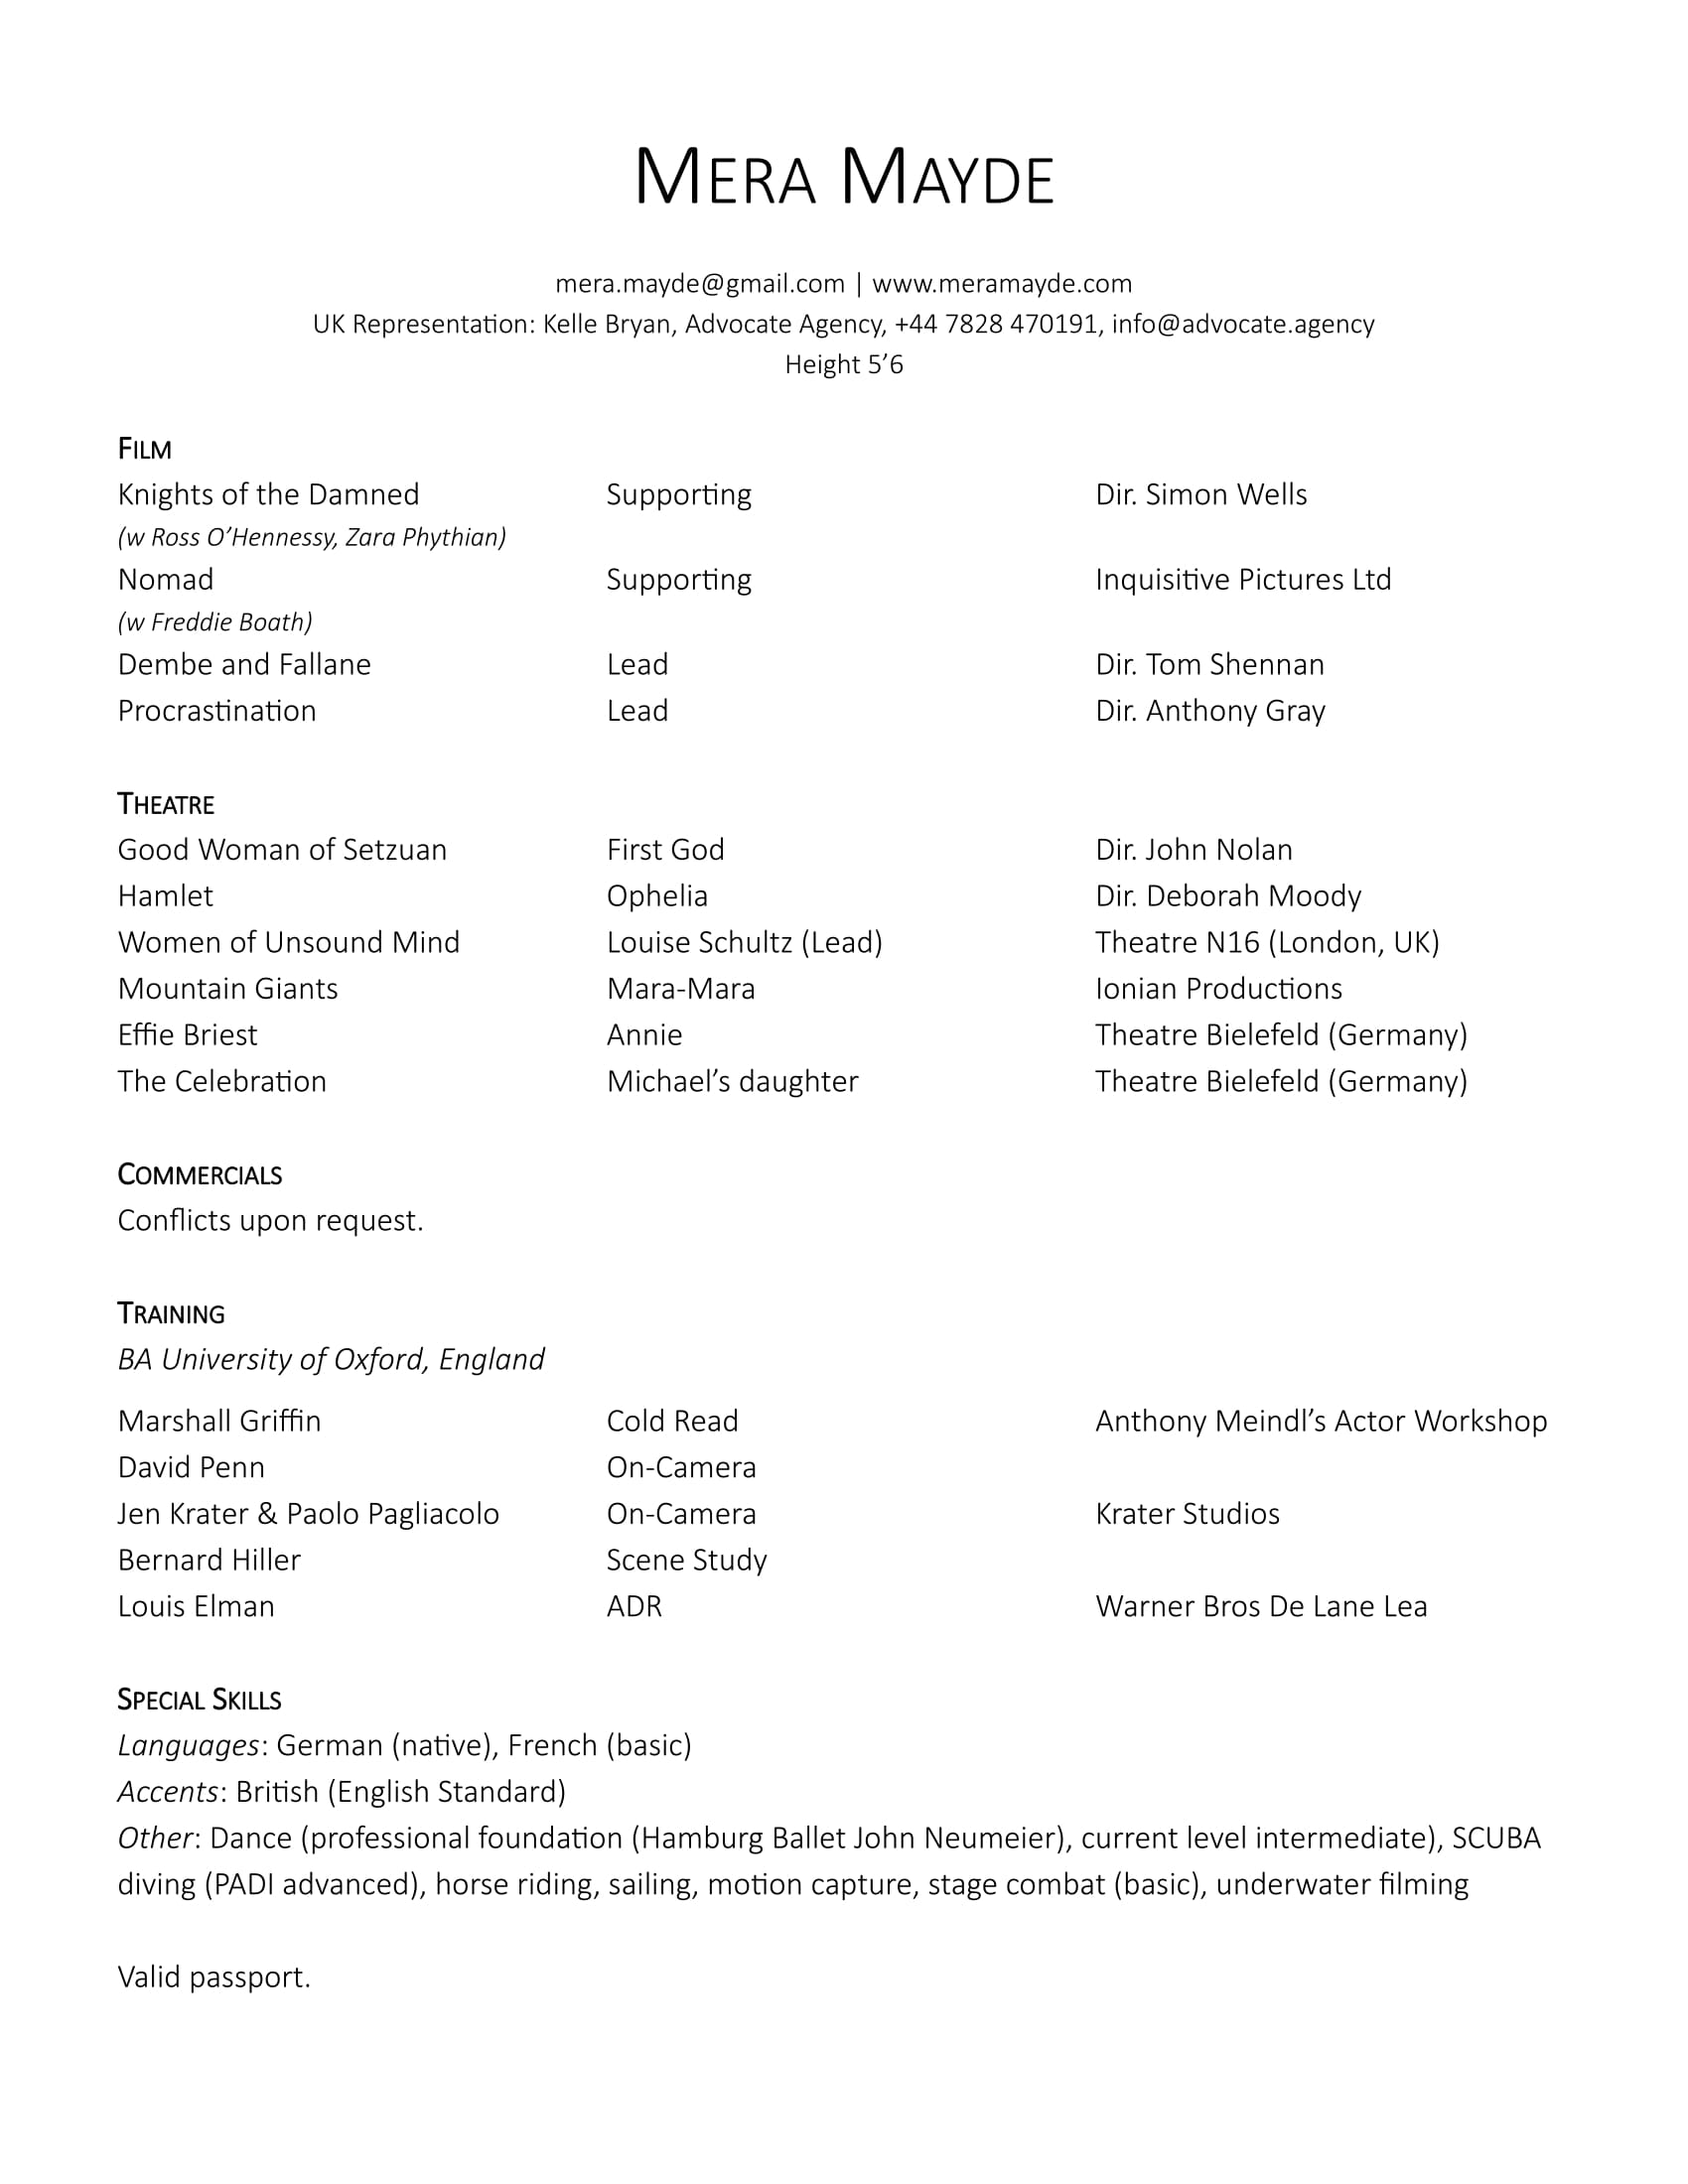 MERA MAYDE
mera.mayde@gmail.com | www.meramayde.com
UK Representation: Kelle Bryan, Advocate Agency, +44 7828 470191, info@advocate.agency
Height 5’6
FILM
Knights of the Damned Supporting Dir. Simon Wells
(w Ross O’Hennessy, Zara Phythian)
Nomad Supporting Inquisitive Pictures Ltd
(w Freddie Boath)
Dembe and Fallane Lead Dir. Tom Shennan
Procrastination Lead Dir. Anthony Gray
THEATRE
Good Woman of Setzuan First God Dir. John Nolan
Hamlet Ophelia Dir. Deborah Moody
Women of Unsound Mind Louise Schultz (Lead) Theatre N16 (London, UK)
Mountain Giants Mara-Mara Ionian Productions
Effie Briest Annie Theatre Bielefeld (Germany)
The Celebration Michael’s daughter Theatre Bielefeld (Germany)
COMMERCIALS
Conflicts upon request.
TRAINING
BA University of Oxford, England
Marshall Griffin Cold Read Anthony Meindl’s Actor Workshop
David Penn On-Camera
Jen Krater & Paolo Pagliacolo On-Camera Krater Studios
Bernard Hiller Scene Study
Louis Elman ADR Warner Bros De Lane Lea
SPECIAL SKILLS
Languages: German (native), French (basic)
Accents: British (English Standard)
Other: Dance (professional foundation (Hamburg Ballet John Neumeier), current level intermediate), SCUBA
diving (PADI advanced), horse riding, sailing, motion capture, stage combat (basic), underwater filming
Valid passport.